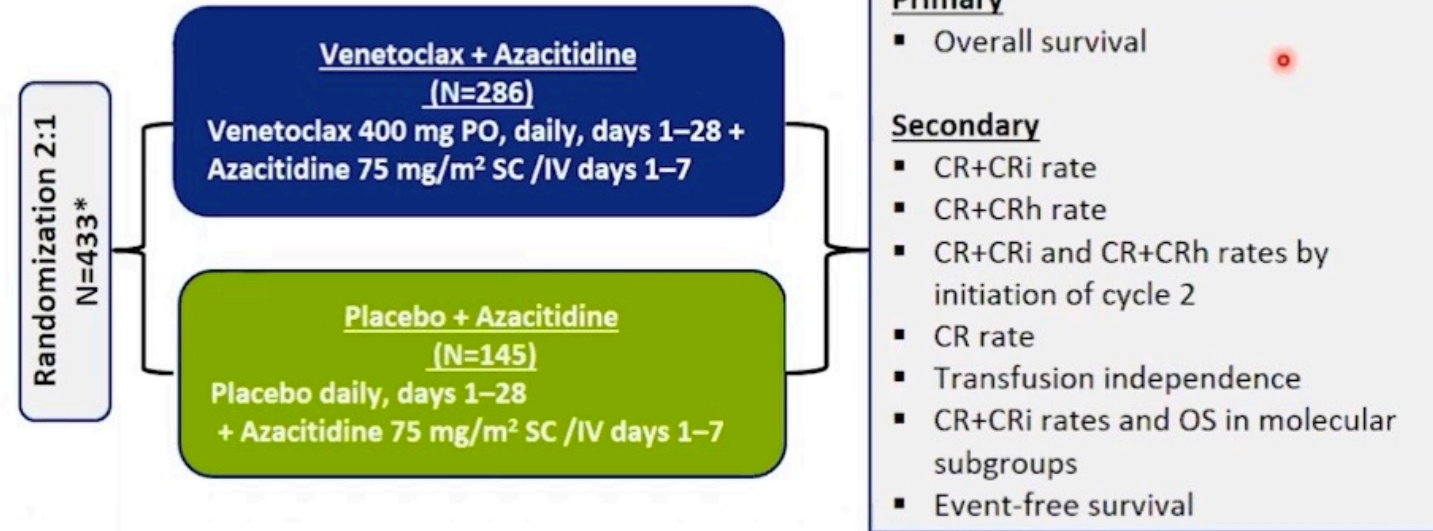 Randomization 2:1
N=433*
Venetoclax + Azacitidine
(N=286)
Venetoclax 400 mg PO, daily, days 1–28 +
Azacitidine 75 mg/m² SC /IV days 1–7
Placebo + Azacitidine
(N=145)
Placebo daily, days 1–28
+ Azacitidine 75 mg/m² SC /IV days 1–7
Primary
▪ Overall survival
Secondary
▪ CR+CRi rate
▪ CR+CRh rate
▪ CR+CRi and CR+CRh rates by
initiation of cycle 2
▪ CR rate
▪ Transfusion independence
▪ CR+CRi rates and OS in molecular
subgroups
▪ Event-free survival